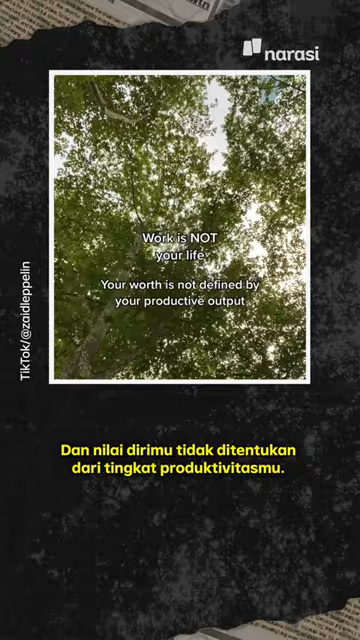 narasi
Work is NOT
your life.
Your worth is not defined by
your productive output
TikTok/@zaidleppelin
Dan nilai dirimu tidak ditentukan
dari tingkat produktivitasmu.